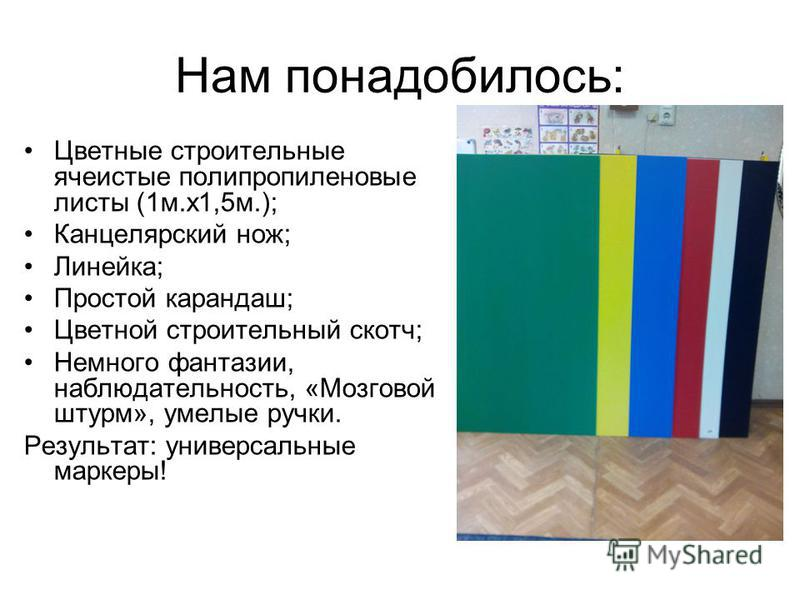 Нам понадобилось:
• Цветные строительные
ячеистые полипропиленовые
листы (1м.х1,5м.);
• Канцелярский нож;
• Линейка;
• Простой карандаш;
• Цветной строительный скотч;
• Немного фантазии,
наблюдательность, «Мозговой
штурм», умелые ручки.
Результат: универсальные
маркеры!
MyShared